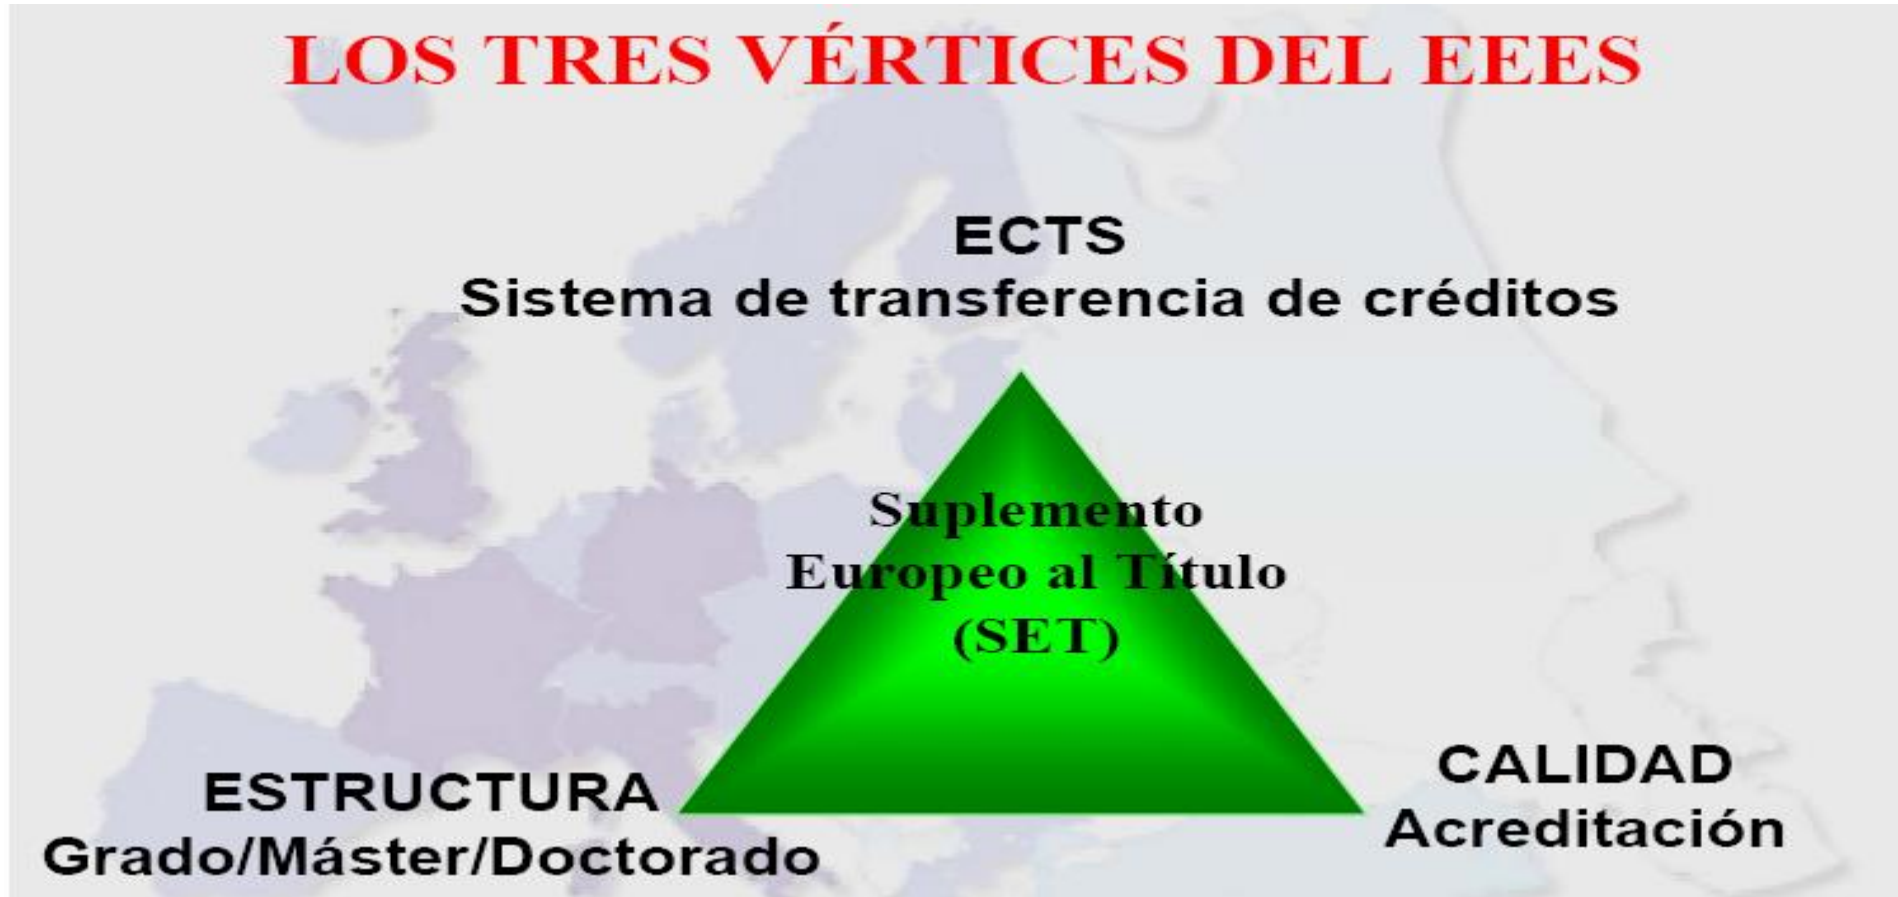 LOS TRES VÉRTICES DEL EEES
ECTS
Sistema de transferencia de créditos
Suplemento
Europeo al Título
(SET)
ESTRUCTURA
Grado/Máster/Doctorado
CALIDAD
Acreditación